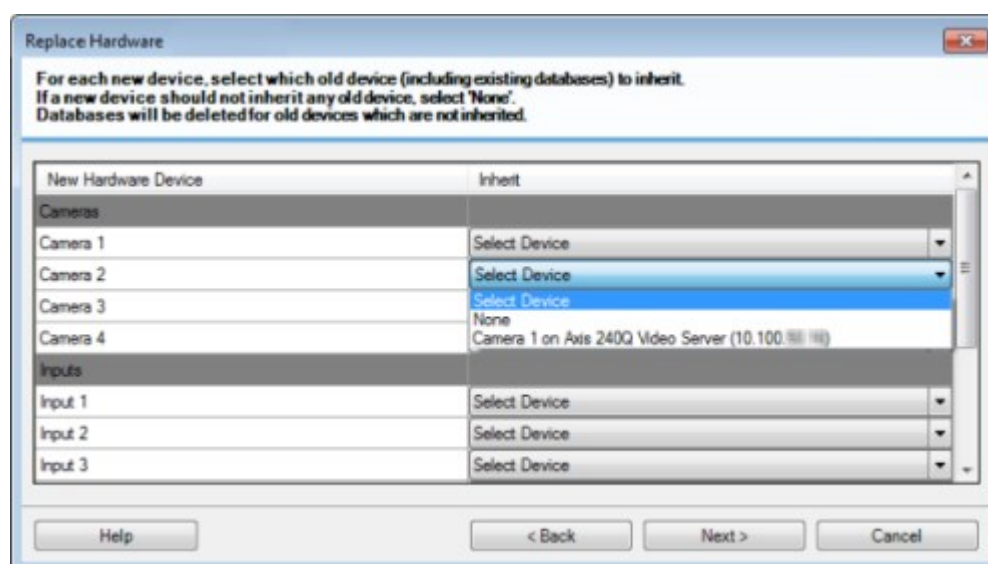 Replace Hardware
For each new device, select which old device (including existing databases) to inherit.
If a new device should not inherit any old device, select 'None'.
Databases will be deleted for old devices which are not inherited.
New Hardware Device Inherit
Cameras
Camera 1 Select Device
Camera 2 Select Device
Select Device
Camera 3
None
Camera 4 Camera 1 on Axis 240Q Video Server (10.100.
Inputs
Input 1 Select Device
Input 2 Select Device
Input 3 Select Device
Help < Back Next > Cancel